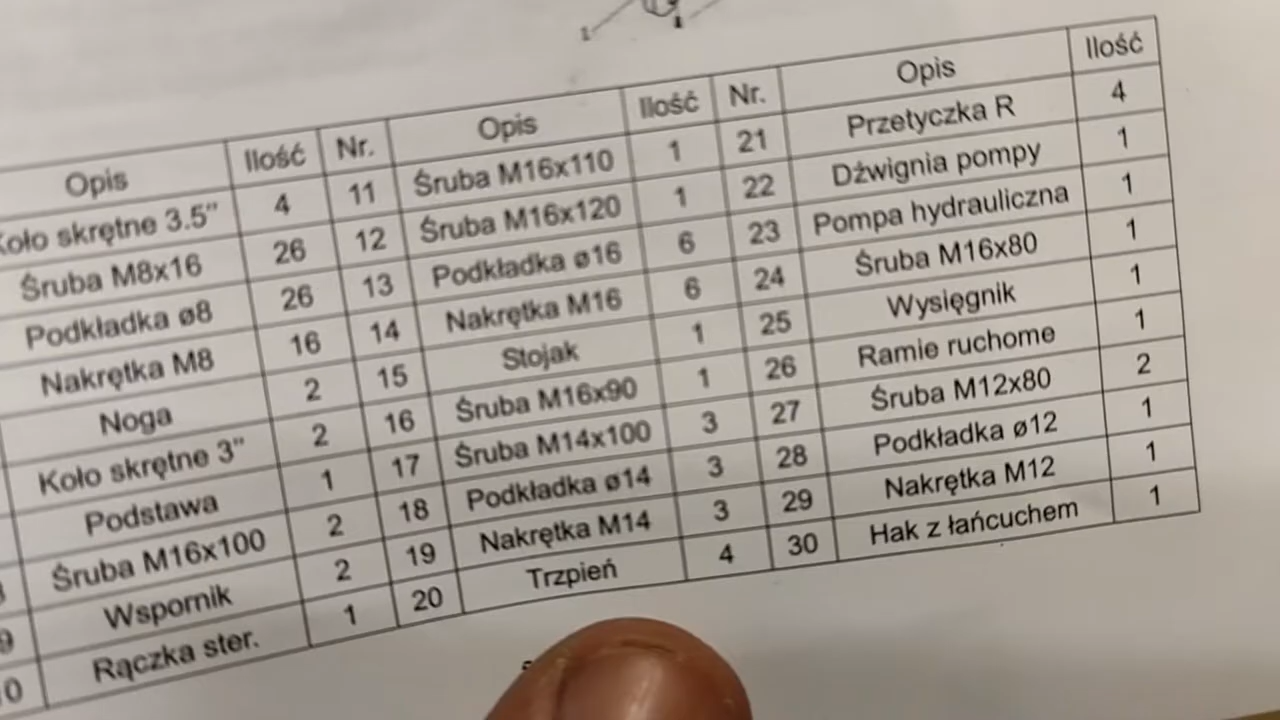 Opis Ilość Nr. Opis Ilość Nr. Opis Ilość
Koło skrętne 3.5" 4 11 Śruba M16x110 1 21 Przetyczka R 4
Śruba M8x16 26 12 Śruba M16x120 1 22 Dźwignia pompy 1
Podkładka ø8 26 13 Podkładka ø16 6 23 Pompa hydrauliczna 1
Nakrętka M8 16 14 Nakrętka M16 6 24 Śruba M16x80 1
Noga 2 15 Stojak 1 25 Wysięgnik 1
Koło skrętne 3" 2 16 Śruba M16x90 1 26 Ramie ruchome 1
Podstawa 1 17 Śruba M14x100 3 27 Śruba M12x80 2
Śruba M16x100 2 18 Podkładka ø14 3 28 Podkładka ø12 1
9 Wspornik 2 19 Nakrętka M14 3 29 Nakrętka M12 1
10 Rączka ster. 1 20 Trzpień 4 30 Hak z łańcuchem 1